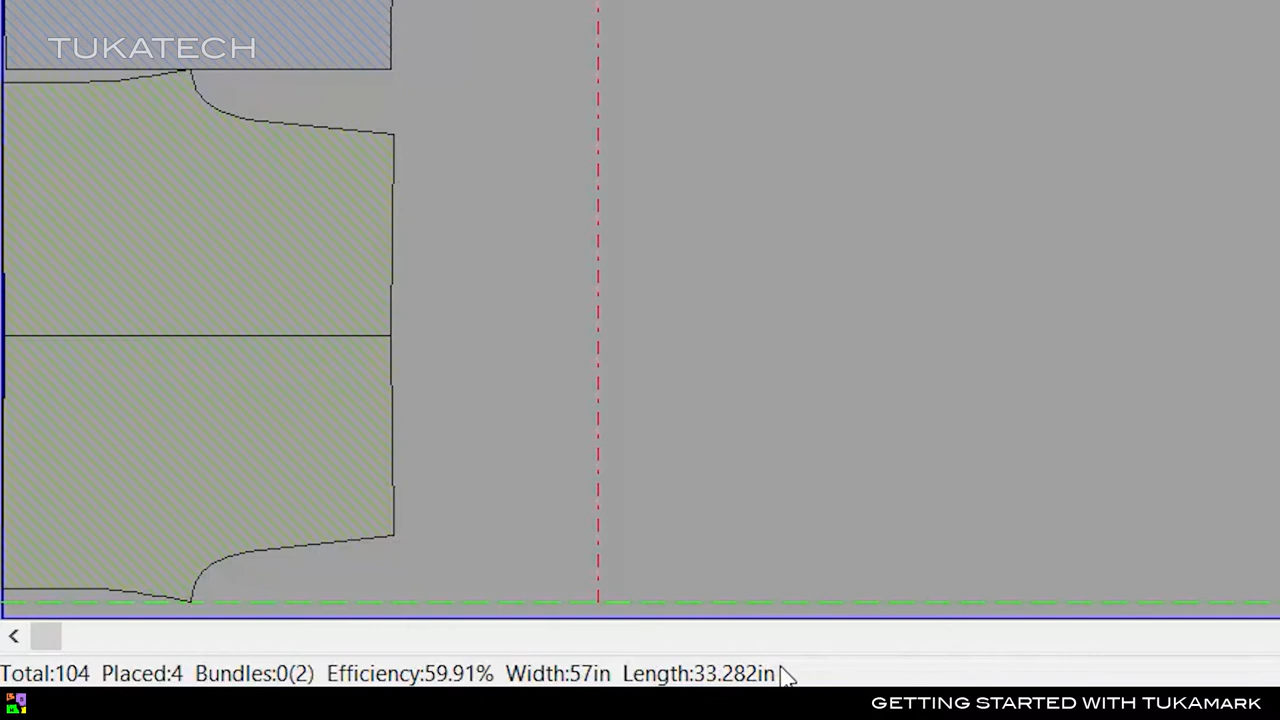 TUKATECH
Total:104 Placed:4 Bundles:0(2) Efficiency:59.91% Width:57in Length:33.282in
GETTING STARTED WITH TUKAMARK